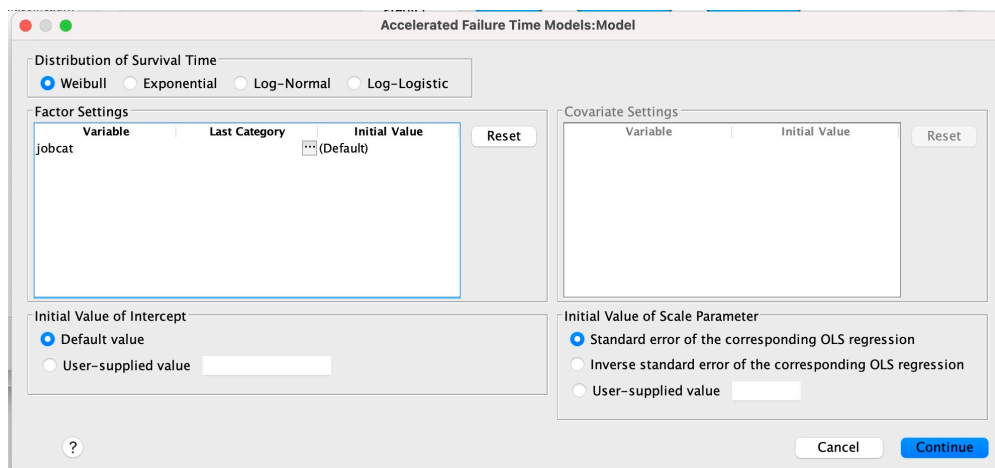 Accelerated Failure Time Models:Model
Distribution of Survival Time
Weibull Exponential Log-Normal Log-Logistic
Factor Settings
Variable Last Category Initial Value
jobcat ··· (Default)
Reset
Covariate Settings
Variable Initial Value
Reset
Initial Value of Intercept
Default value
User-supplied value
Initial Value of Scale Parameter
Standard error of the corresponding OLS regression
Inverse standard error of the corresponding OLS regression
User-supplied value
?
Cancel Continue